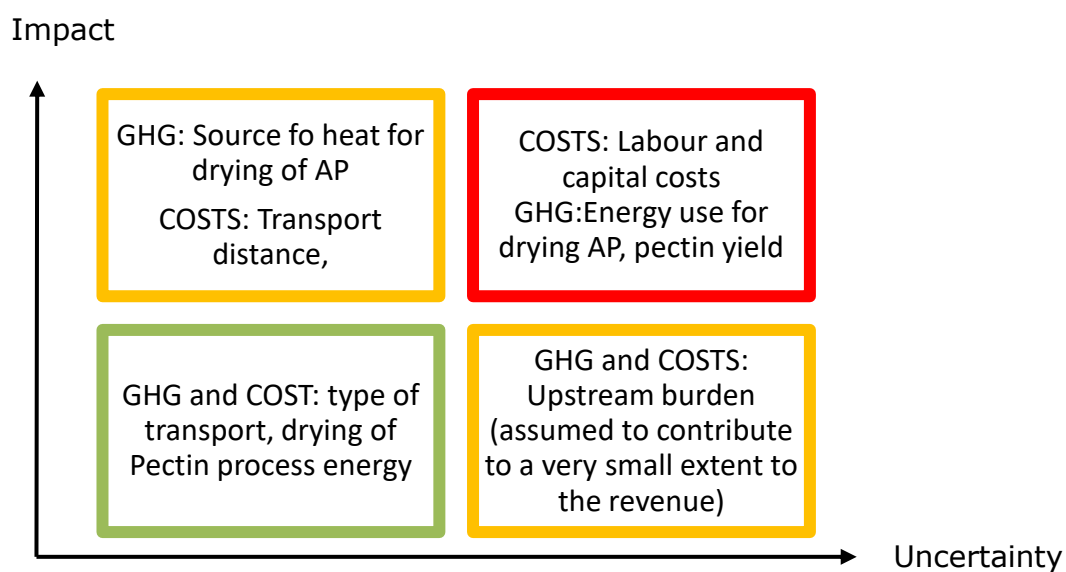 Impact
GHG: Source fo heat for
drying of AP
COSTS: Transport
distance,
COSTS: Labour and
capital costs
GHG:Energy use for
drying AP, pectin yield
GHG and COST: type of
transport, drying of
Pectin process energy
GHG and COSTS:
Upstream burden
(assumed to contribute
to a very small extent to
the revenue)
Uncertainty